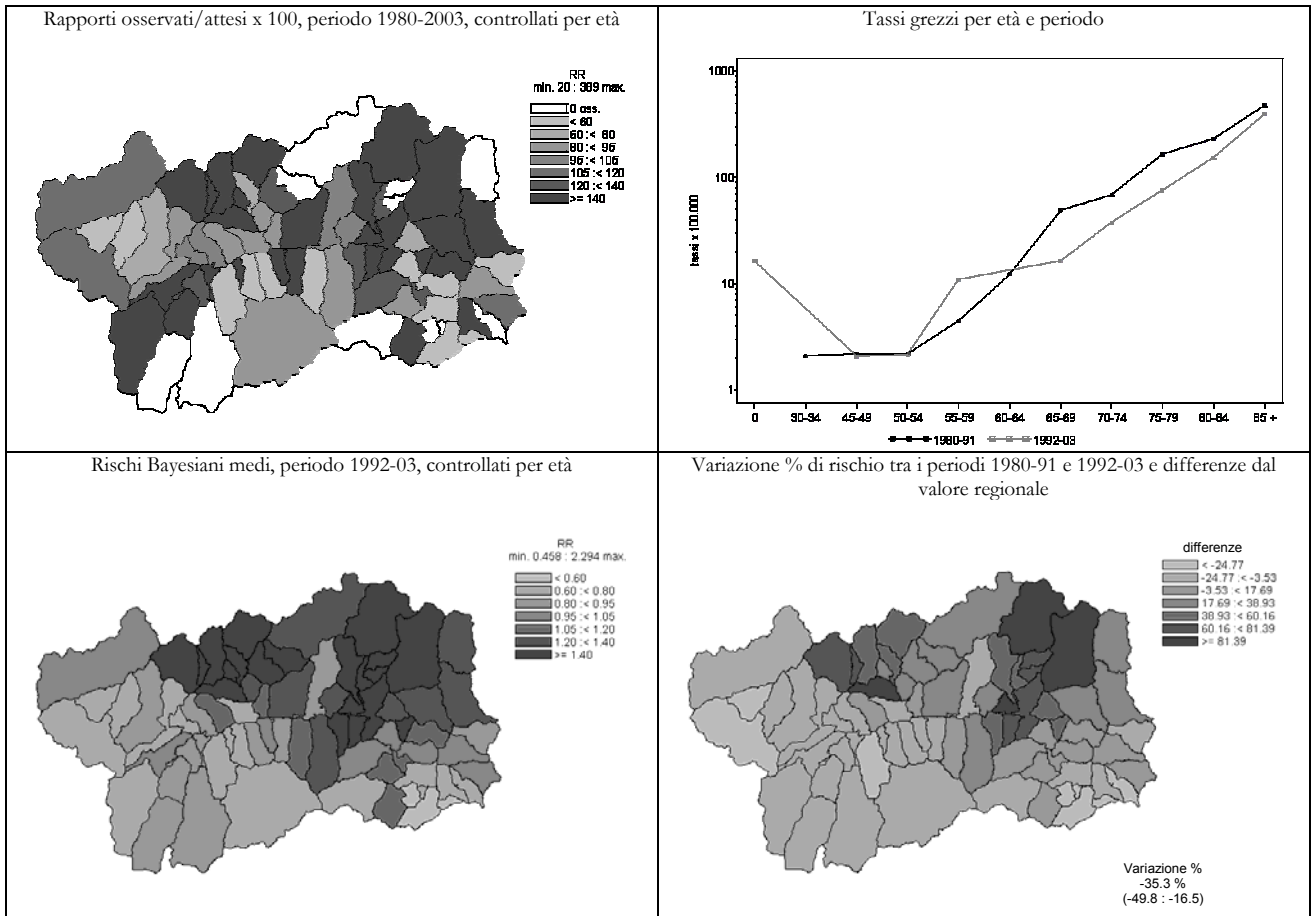 Rapporti osservati/attesi x 100, periodo 1980-2003, controllati per età
RR
min. 20 : 389 max.
0 oss.
< 60
60 :< 80
80 :< 95
95 :< 105
105 :< 120
120 :< 140
>= 140
Tassi grezzi per età e periodo
tassi x 100.000
1000
100
10
1
0 30-34 45-49 50-54 55-59 60-64 65-69 70-74 75-79 80-84 85 +
1980-91 1992-03
Rischi Bayesiani medi, periodo 1992-03, controllati per età
RR
min. 0.458 : 2.294 max.
< 0.60
0.60 :< 0.80
0.80 :< 0.95
0.95 :< 1.05
1.05 :< 1.20
1.20 :< 1.40
>= 1.40
Variazione % di rischio tra i periodi 1980-91 e 1992-03 e differenze dal
valore regionale
differenze
< -24.77
-24.77 :< -3.53
-3.53 :< 17.69
17.69 :< 38.93
38.93 :< 60.16
60.16 :< 81.39
>= 81.39
Variazione %
-35.3 %
(-49.8 : -16.5)